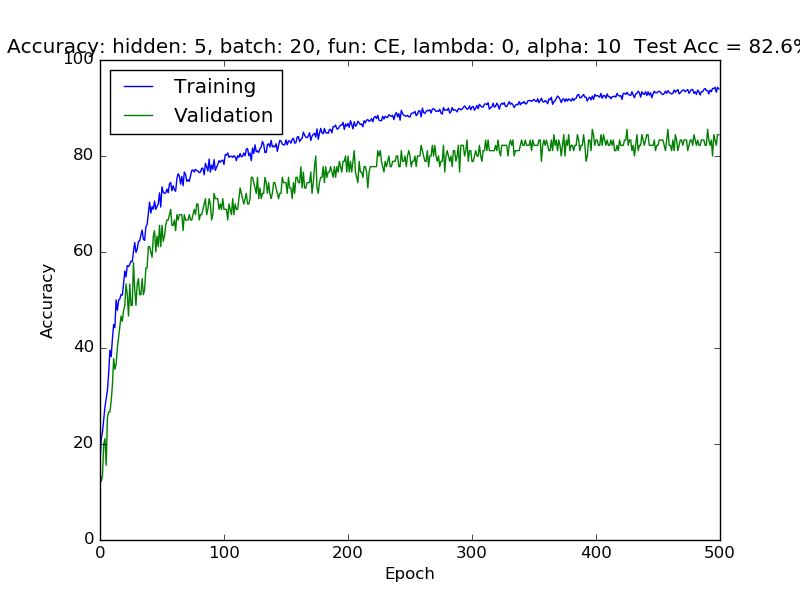 Accuracy: hidden: 5, batch: 20, fun: CE, lambda: 0, alpha: 10  Test Acc = 82.6%
100
Training
Validation
80
60
Accuracy
40
20
0
0 100 200 300 400 500
Epoch